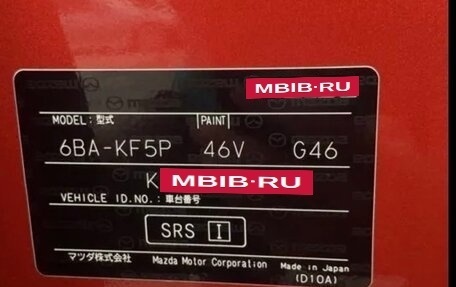 MBIB.RU
MODEL: 型式 PAINT
6BA-KF5P 46V G46
K MBIB.RU
VEHICLE ID.NO.: 車台番号
SRS I
マツダ株式会社 Mazda Motor Corporation Made in Japan
(D10A)